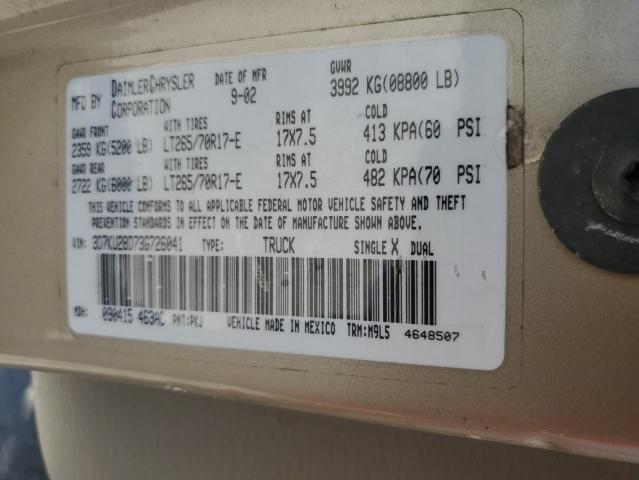 MFD BY DAIMLERCHRYSLER CORPORATION DATE OF MFR 9-02 GVWR 3992 KG(08800 LB)
GAWR FRONT WITH TIRES RIMS AT COLD
2359 KG(5200 LB) LT265/70R17-E 17X7.5 413 KPA(60 PSI
GAWR REAR WITH TIRES RIMS AT COLD
2722 KG(6000 LB) LT265/70R17-E 17X7.5 482 KPA(70 PSI
THIS VEHICLE CONFORMS TO ALL APPLICABLE FEDERAL MOTOR VEHICLE SAFETY AND THEFT
PREVENTION STANDARDS IN EFFECT ON THE DATE OF MANUFACTURE SHOWN ABOVE.
VIN: 3D7KU28D73G726041 TYPE: TRUCK SINGLE X DUAL
MDH: 090415 463AC PNT:PKJ VEHICLE MADE IN MEXICO TRM:M9L5 4648507